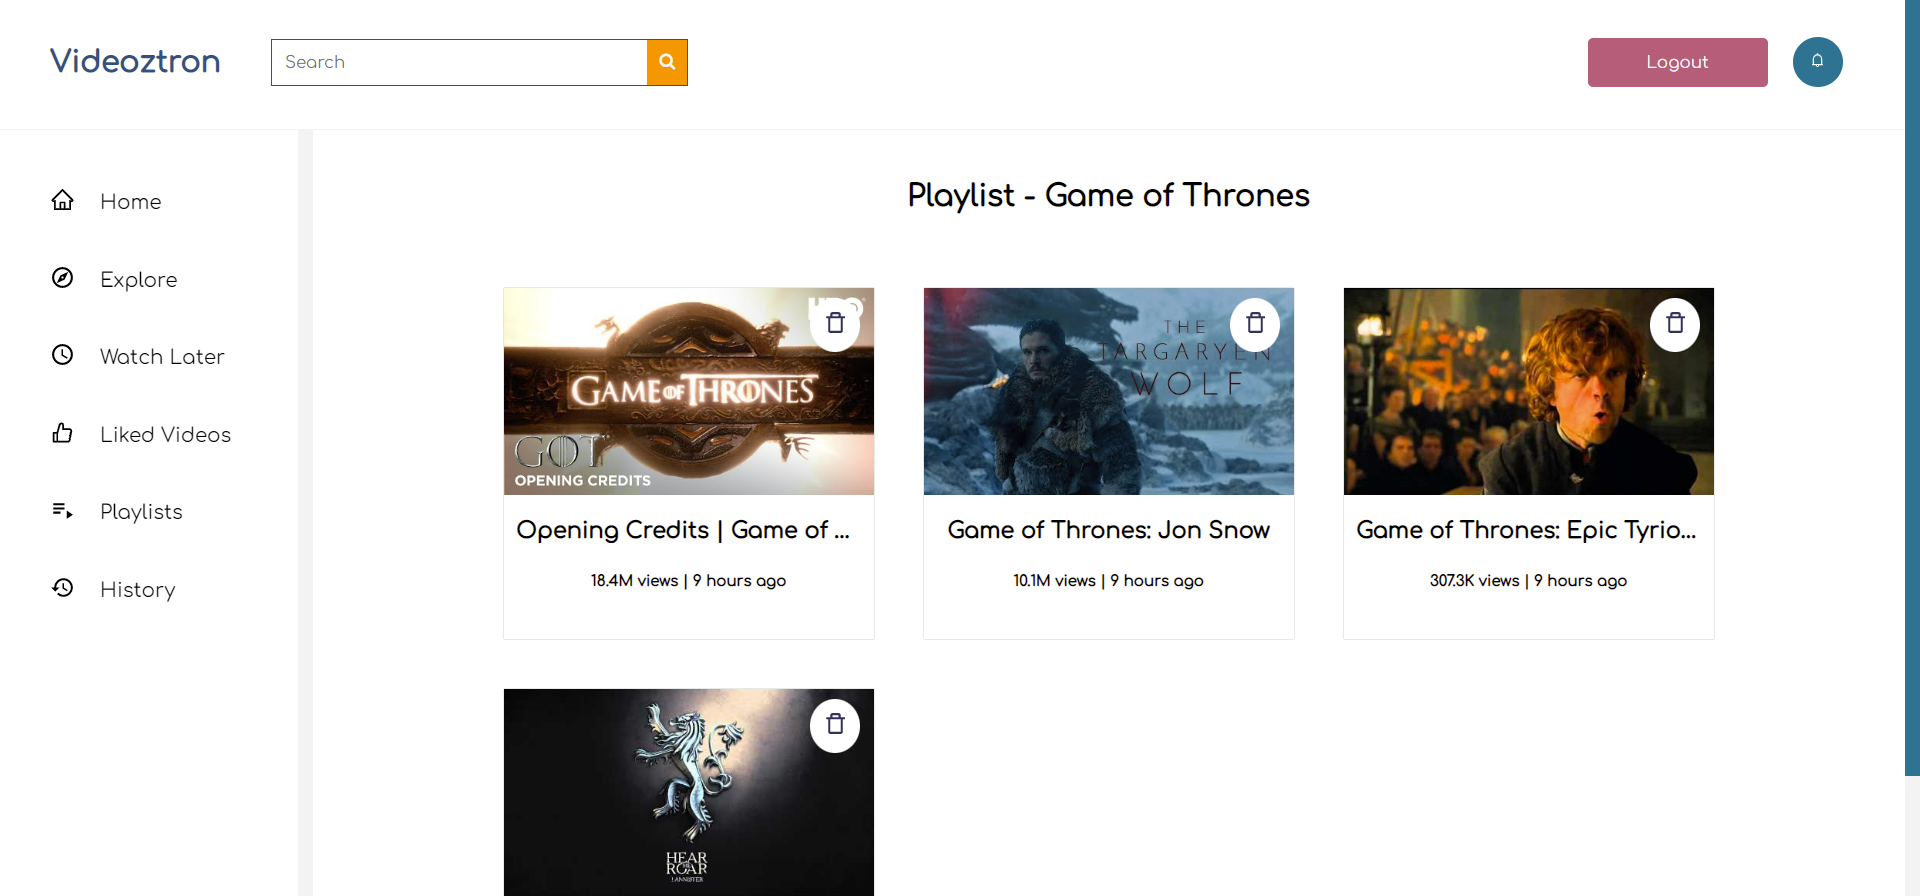 Videoztron
Search
Logout
Home
Explore
Watch Later
Liked Videos
Playlists
History
Playlist - Game of Thrones
GAME OF THRONES
GOT
OPENING CREDITS
Opening Credits | Game of ...
18.4M views | 9 hours ago
THE
TARGARYEN
WOLF
Game of Thrones: Jon Snow
10.1M views | 9 hours ago
Game of Thrones: Epic Tyrio...
307.3K views | 9 hours ago
HEAR
ROAR
LANNISTER